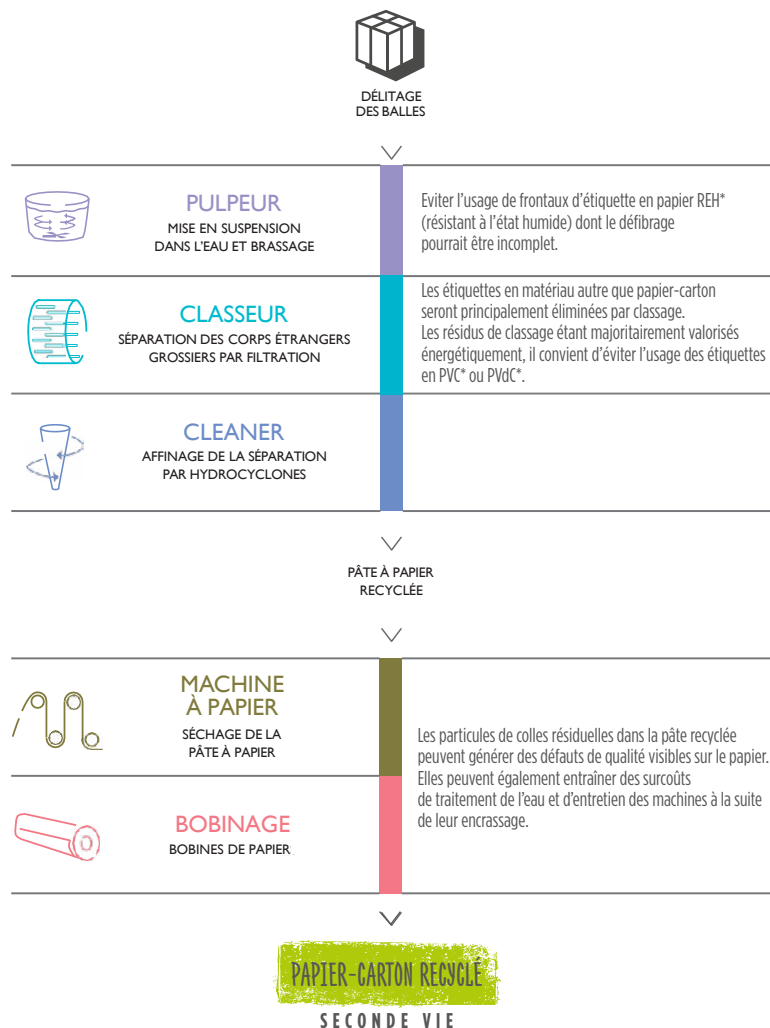 DÉLITAGE
DES BALLES
PULPEUR
MISE EN SUSPENSION
DANS L'EAU ET BRASSAGE
Eviter l'usage de frontaux d'étiquette en papier REH*
(résistant à l'état humide) dont le défibrage
pourrait être incomplet.
CLASSEUR
SÉPARATION DES CORPS ÉTRANGERS
GROSSIERS PAR FILTRATION
Les étiquettes en matériau autre que papier-carton
seront principalement éliminées par classage.
Les résidus de classage étant majoritairement valorisés
énergétiquement, il convient d'éviter l'usage des étiquettes
en PVC* ou PVdC*.
CLEANER
AFFINAGE DE LA SÉPARATION
PAR HYDROCYCLONES
PÂTE À PAPIER
RECYCLÉE
MACHINE
À PAPIER
SÉCHAGE DE LA
PÂTE À PAPIER
Les particules de colles résiduelles dans la pâte recyclée
peuvent générer des défauts de qualité visibles sur le papier.
Elles peuvent également entraîner des surcoûts
de traitement de l'eau et d'entretien des machines à la suite
de leur encrassage.
BOBINAGE
BOBINES DE PAPIER
PAPIER-CARTON RECYCLÉ
SECONDE VIE